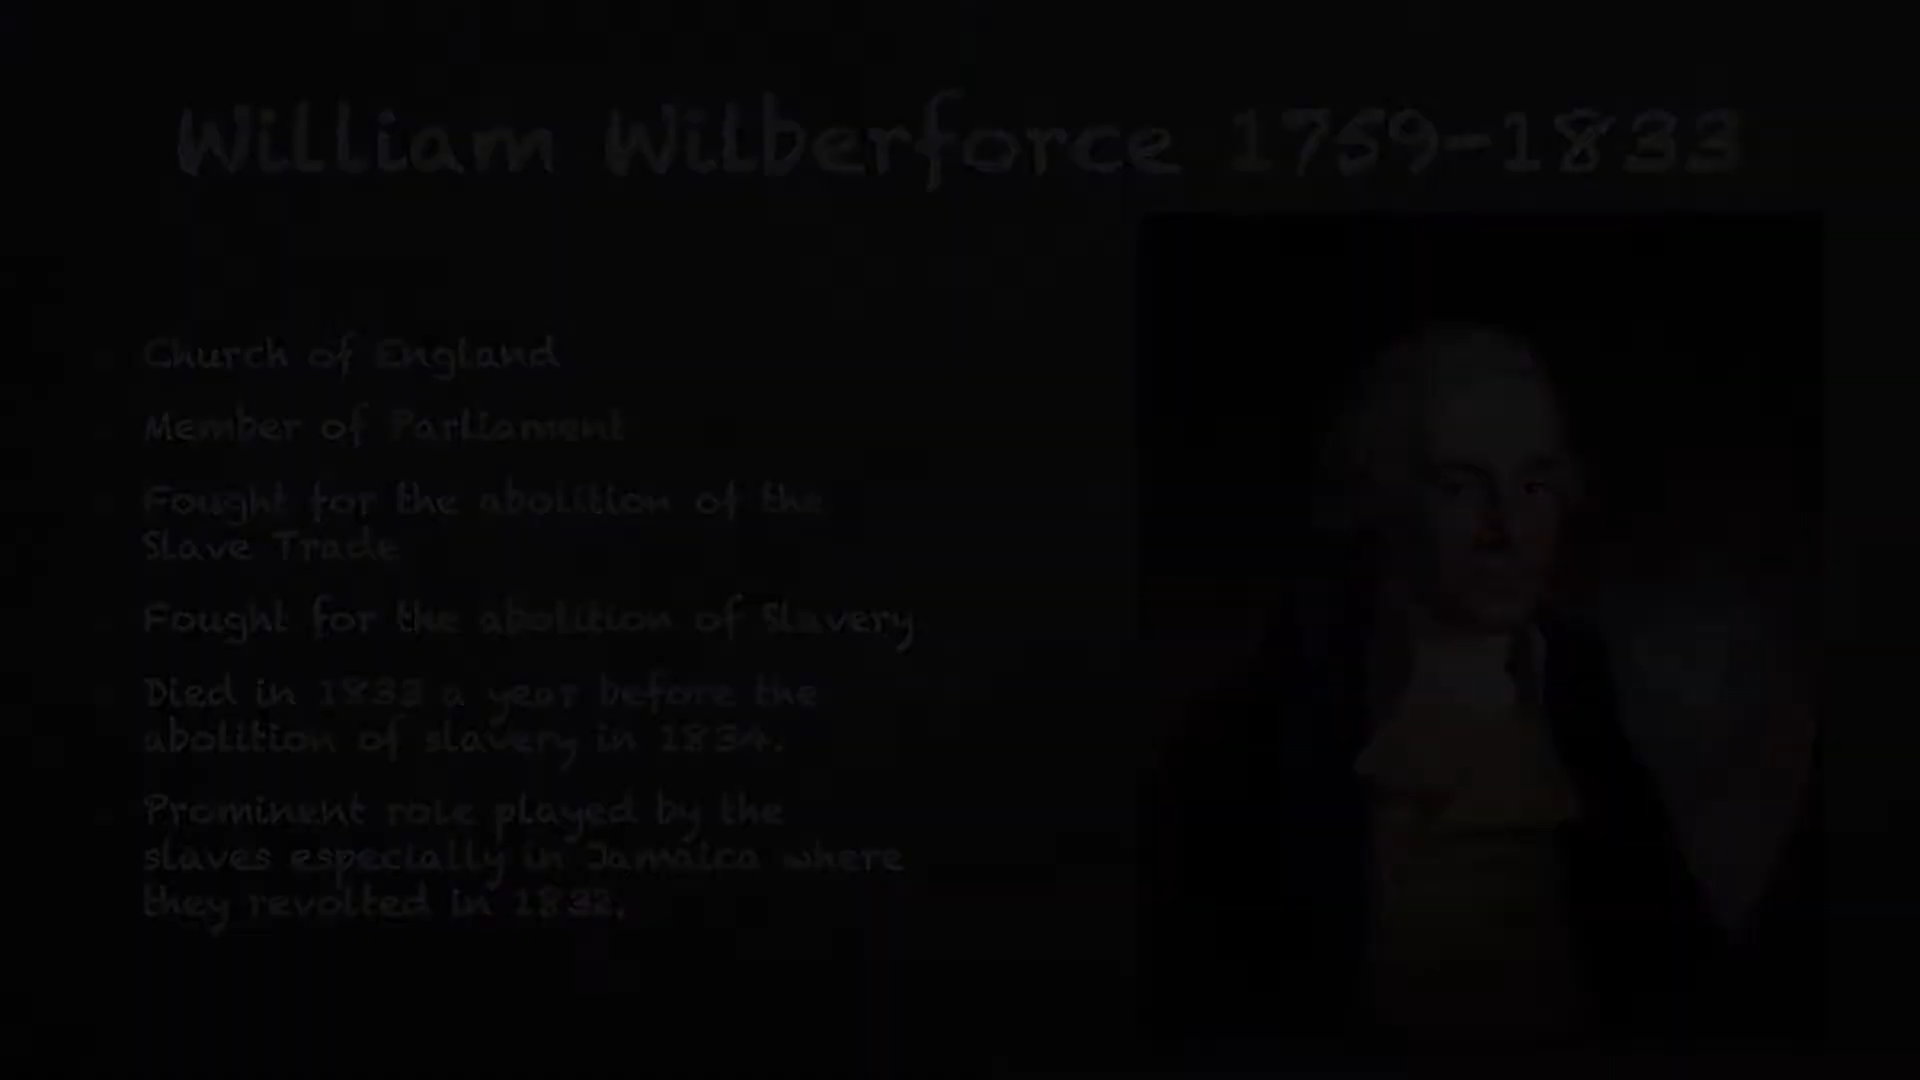 William Wilberforce 1759-1833
Church of England
Member of Parliament
Fought for the abolition of the
Slave Trade
Fought for the abolition of Slavery
Died in 1833 a year before the
abolition of slavery in 1834.
Prominent role played by the
slaves especially in Jamaica where
they revolted in 1832.